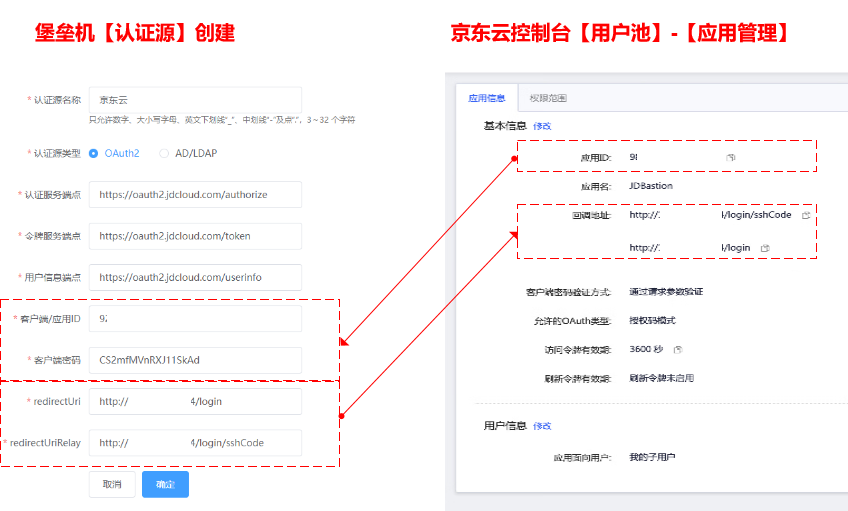 堡垒机【认证源】创建
* 认证源名称 京东云
只允许数字、大小写字母、英文下划线"_"、中划线"-"及点"."，3 ~ 32 个字符
* 认证源类型 OAuth2 AD/LDAP
* 认证服务端点 https://oauth2.jdcloud.com/authorize
* 令牌服务端点 https://oauth2.jdcloud.com/token
* 用户信息端点 https://oauth2.jdcloud.com/userinfo
* 客户端/应用ID 97
* 客户端密码 CS2mfMVnRXJ11SkAd
* redirectUri http:// 4/login
* redirectUriRelay http:// 4/login/sshCode
取消 确定
京东云控制台【用户池】-【应用管理】
应用信息 权限范围
基本信息 修改
应用ID: 9
应用名: JDBastion
回调地址: http:/ /login/sshCode
http:/ /login
客户端密码验证方式: 通过请求参数验证
允许的OAuth类型: 授权码模式
访问令牌有效期: 3600 秒
刷新令牌有效期: 刷新令牌未启用
用户信息 修改
应用面向用户: 我的子用户